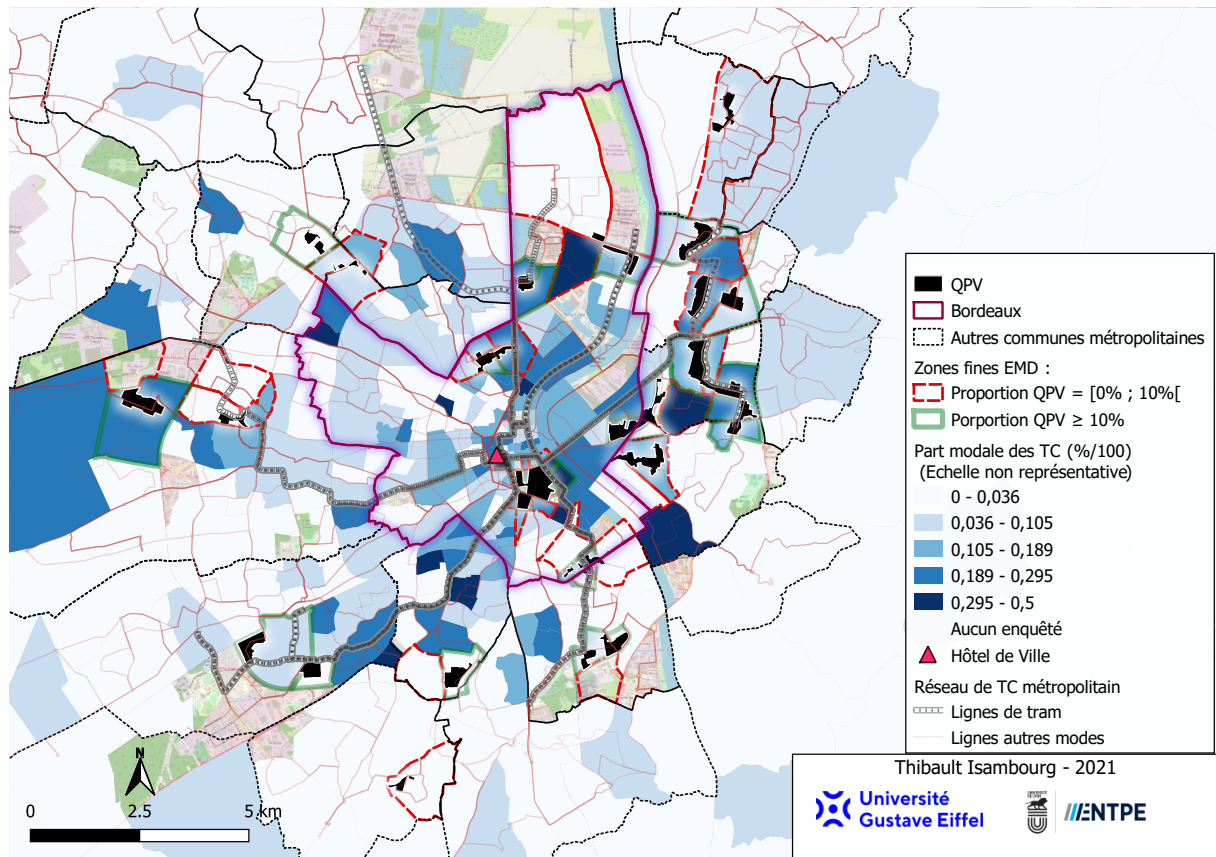 QPV
Bordeaux
Autres communes métropolitaines
Zones fines EMD :
Proportion QPV = [0% ; 10%[
Porportion QPV ≥ 10%
Part modale des TC (%/100)
(Echelle non représentative)
0 - 0,036
0,036 - 0,105
0,105 - 0,189
0,189 - 0,295
0,295 - 0,5
Aucun enquêté
Hôtel de Ville
Réseau de TC métropolitain
Lignes de tram
Lignes autres modes
N
0 2.5 5 km
Thibault Isambourg - 2021
Université
Gustave Eiffel
ENTPE